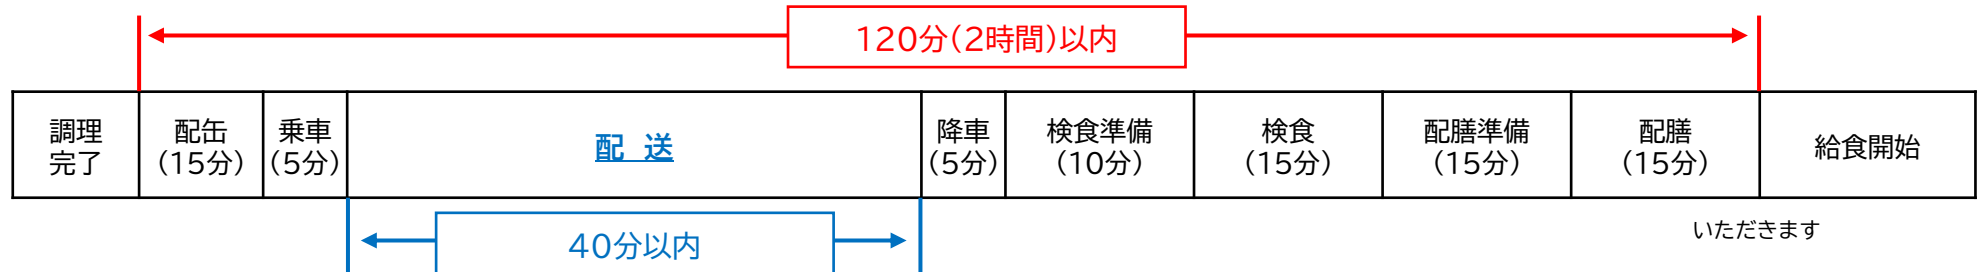 120分(2時間)以内
調理
完了
配缶
(15分)
乗車
(5分)
配 送
降車
(5分)
検食準備
(10分)
検食
(15分)
配膳準備
(15分)
配膳
(15分)
給食開始
いただきます
40分以内